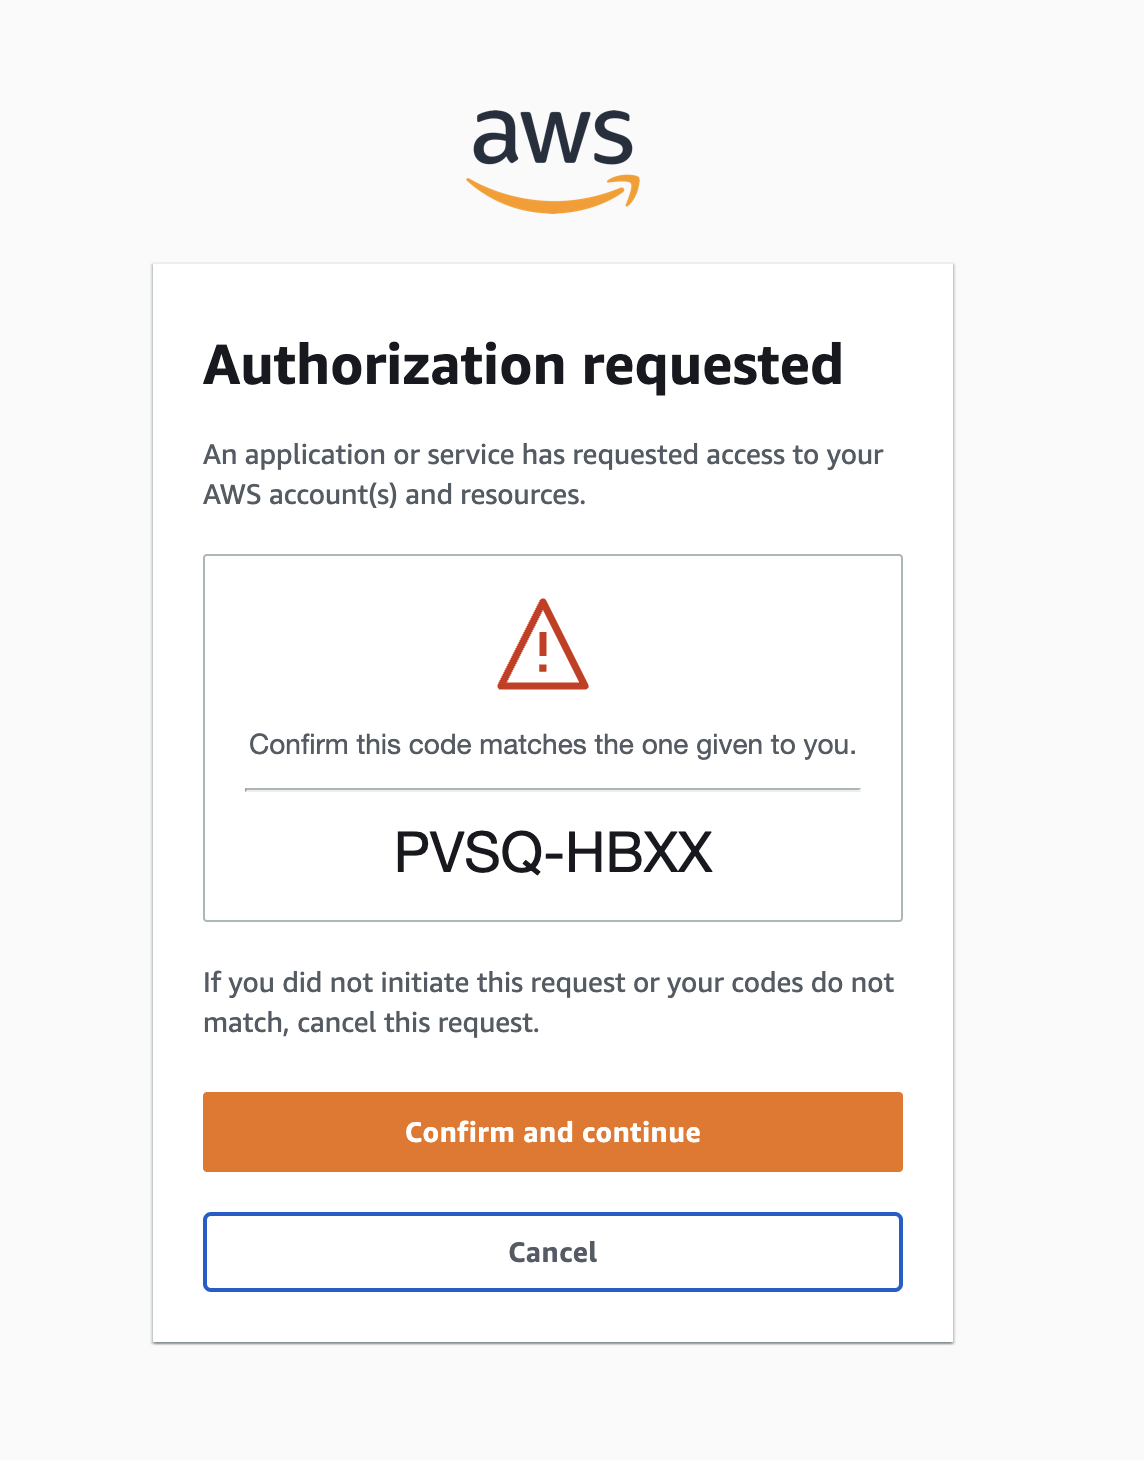 aws
Authorization requested
An application or service has requested access to your
AWS account(s) and resources.
Confirm this code matches the one given to you.
PVSQ-HBXX
If you did not initiate this request or your codes do not
match, cancel this request.
Confirm and continue
Cancel